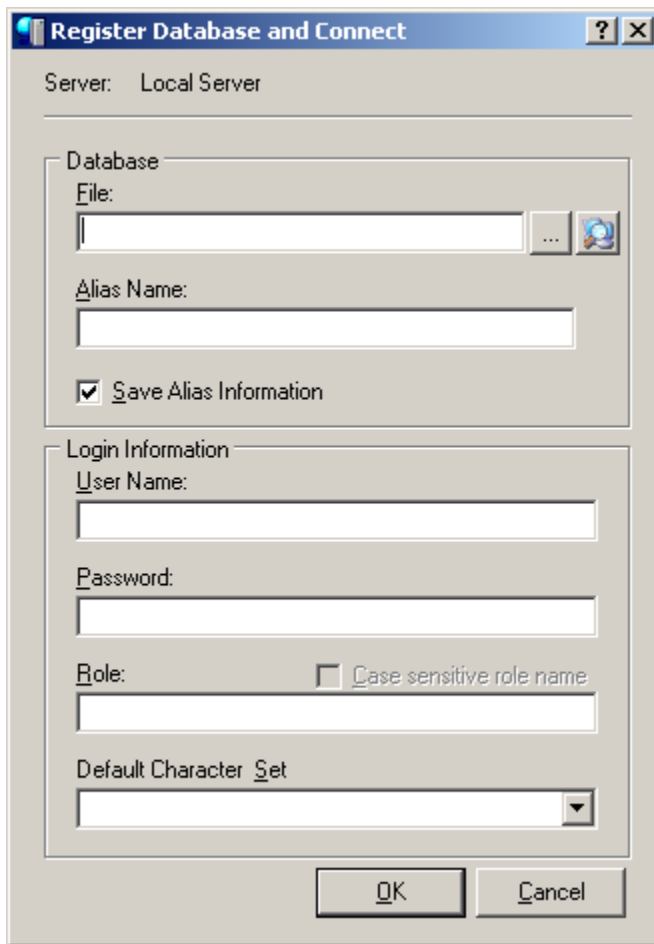 Register Database and Connect
Server: Local Server
Database
File:
...
Alias Name:
Save Alias Information
Login Information
User Name:
Password:
Role:
Case sensitive role name
Default Character Set
OK
Cancel